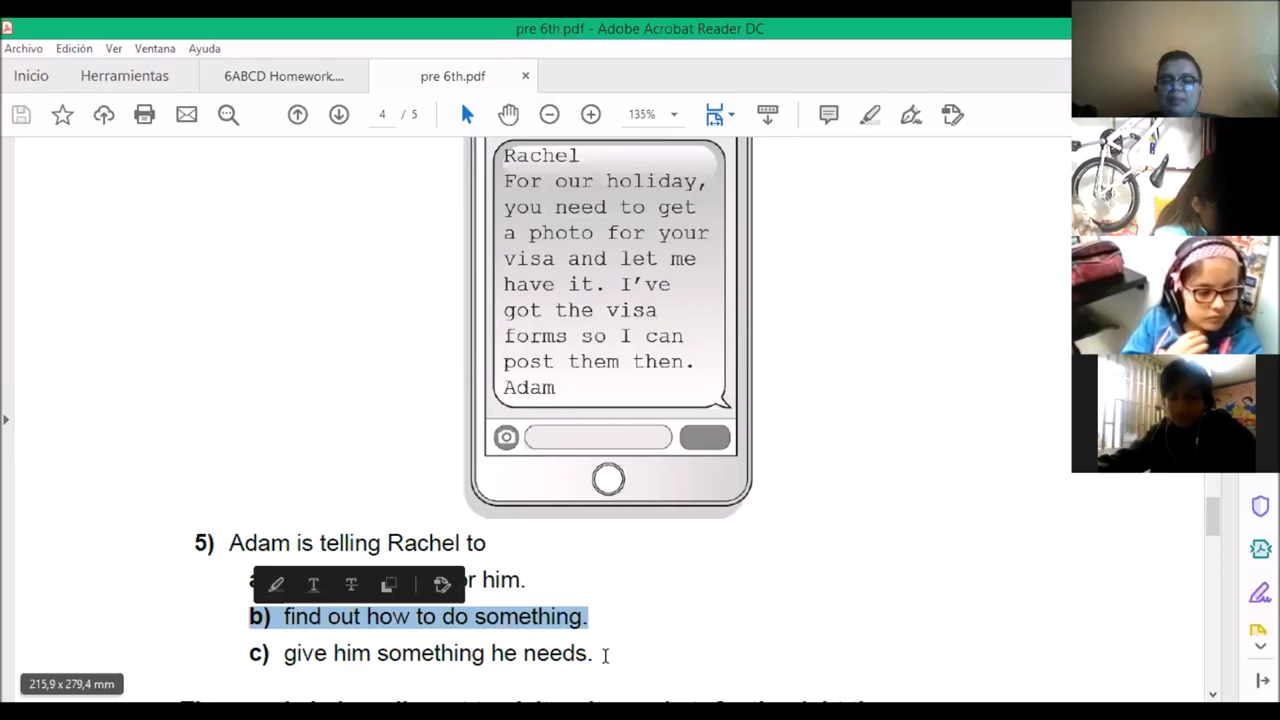 pre 6th.pdf - Adobe Acrobat Reader DC
Archivo Edición Ver Ventana Ayuda
Inicio Herramientas 6ABCD Homework.... pre 6th.pdf ×
4 / 5 135%
Rachel
For our holiday,
you need to get
a photo for your
visa and let me
have it. I've
got the visa
forms so I can
post them then.
Adam
5) Adam is telling Rachel to
him.
b) find out how to do something.
c) give him something he needs.
215,9 x 279,4 mm